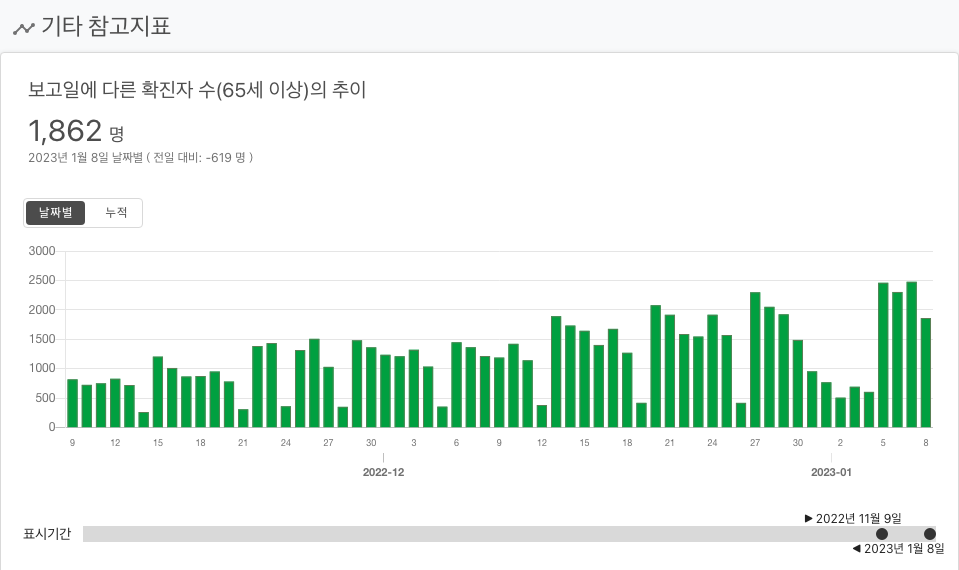 기타 참고지표
보고일에 다른 확진자 수(65세 이상)의 추이
1,862 명
2023년 1월 8일 날짜별 ( 전일 대비: -619 명 )
날짜별 누적
3000
2500
2000
1500
1000
500
0
9 12 15 18 21 24 27 30 3 6 9 12 15 18 21 24 27 30 2 5 8
2022-12 2023-01
▶ 2022년 11월 9일
표시기간
◀ 2023년 1월 8일